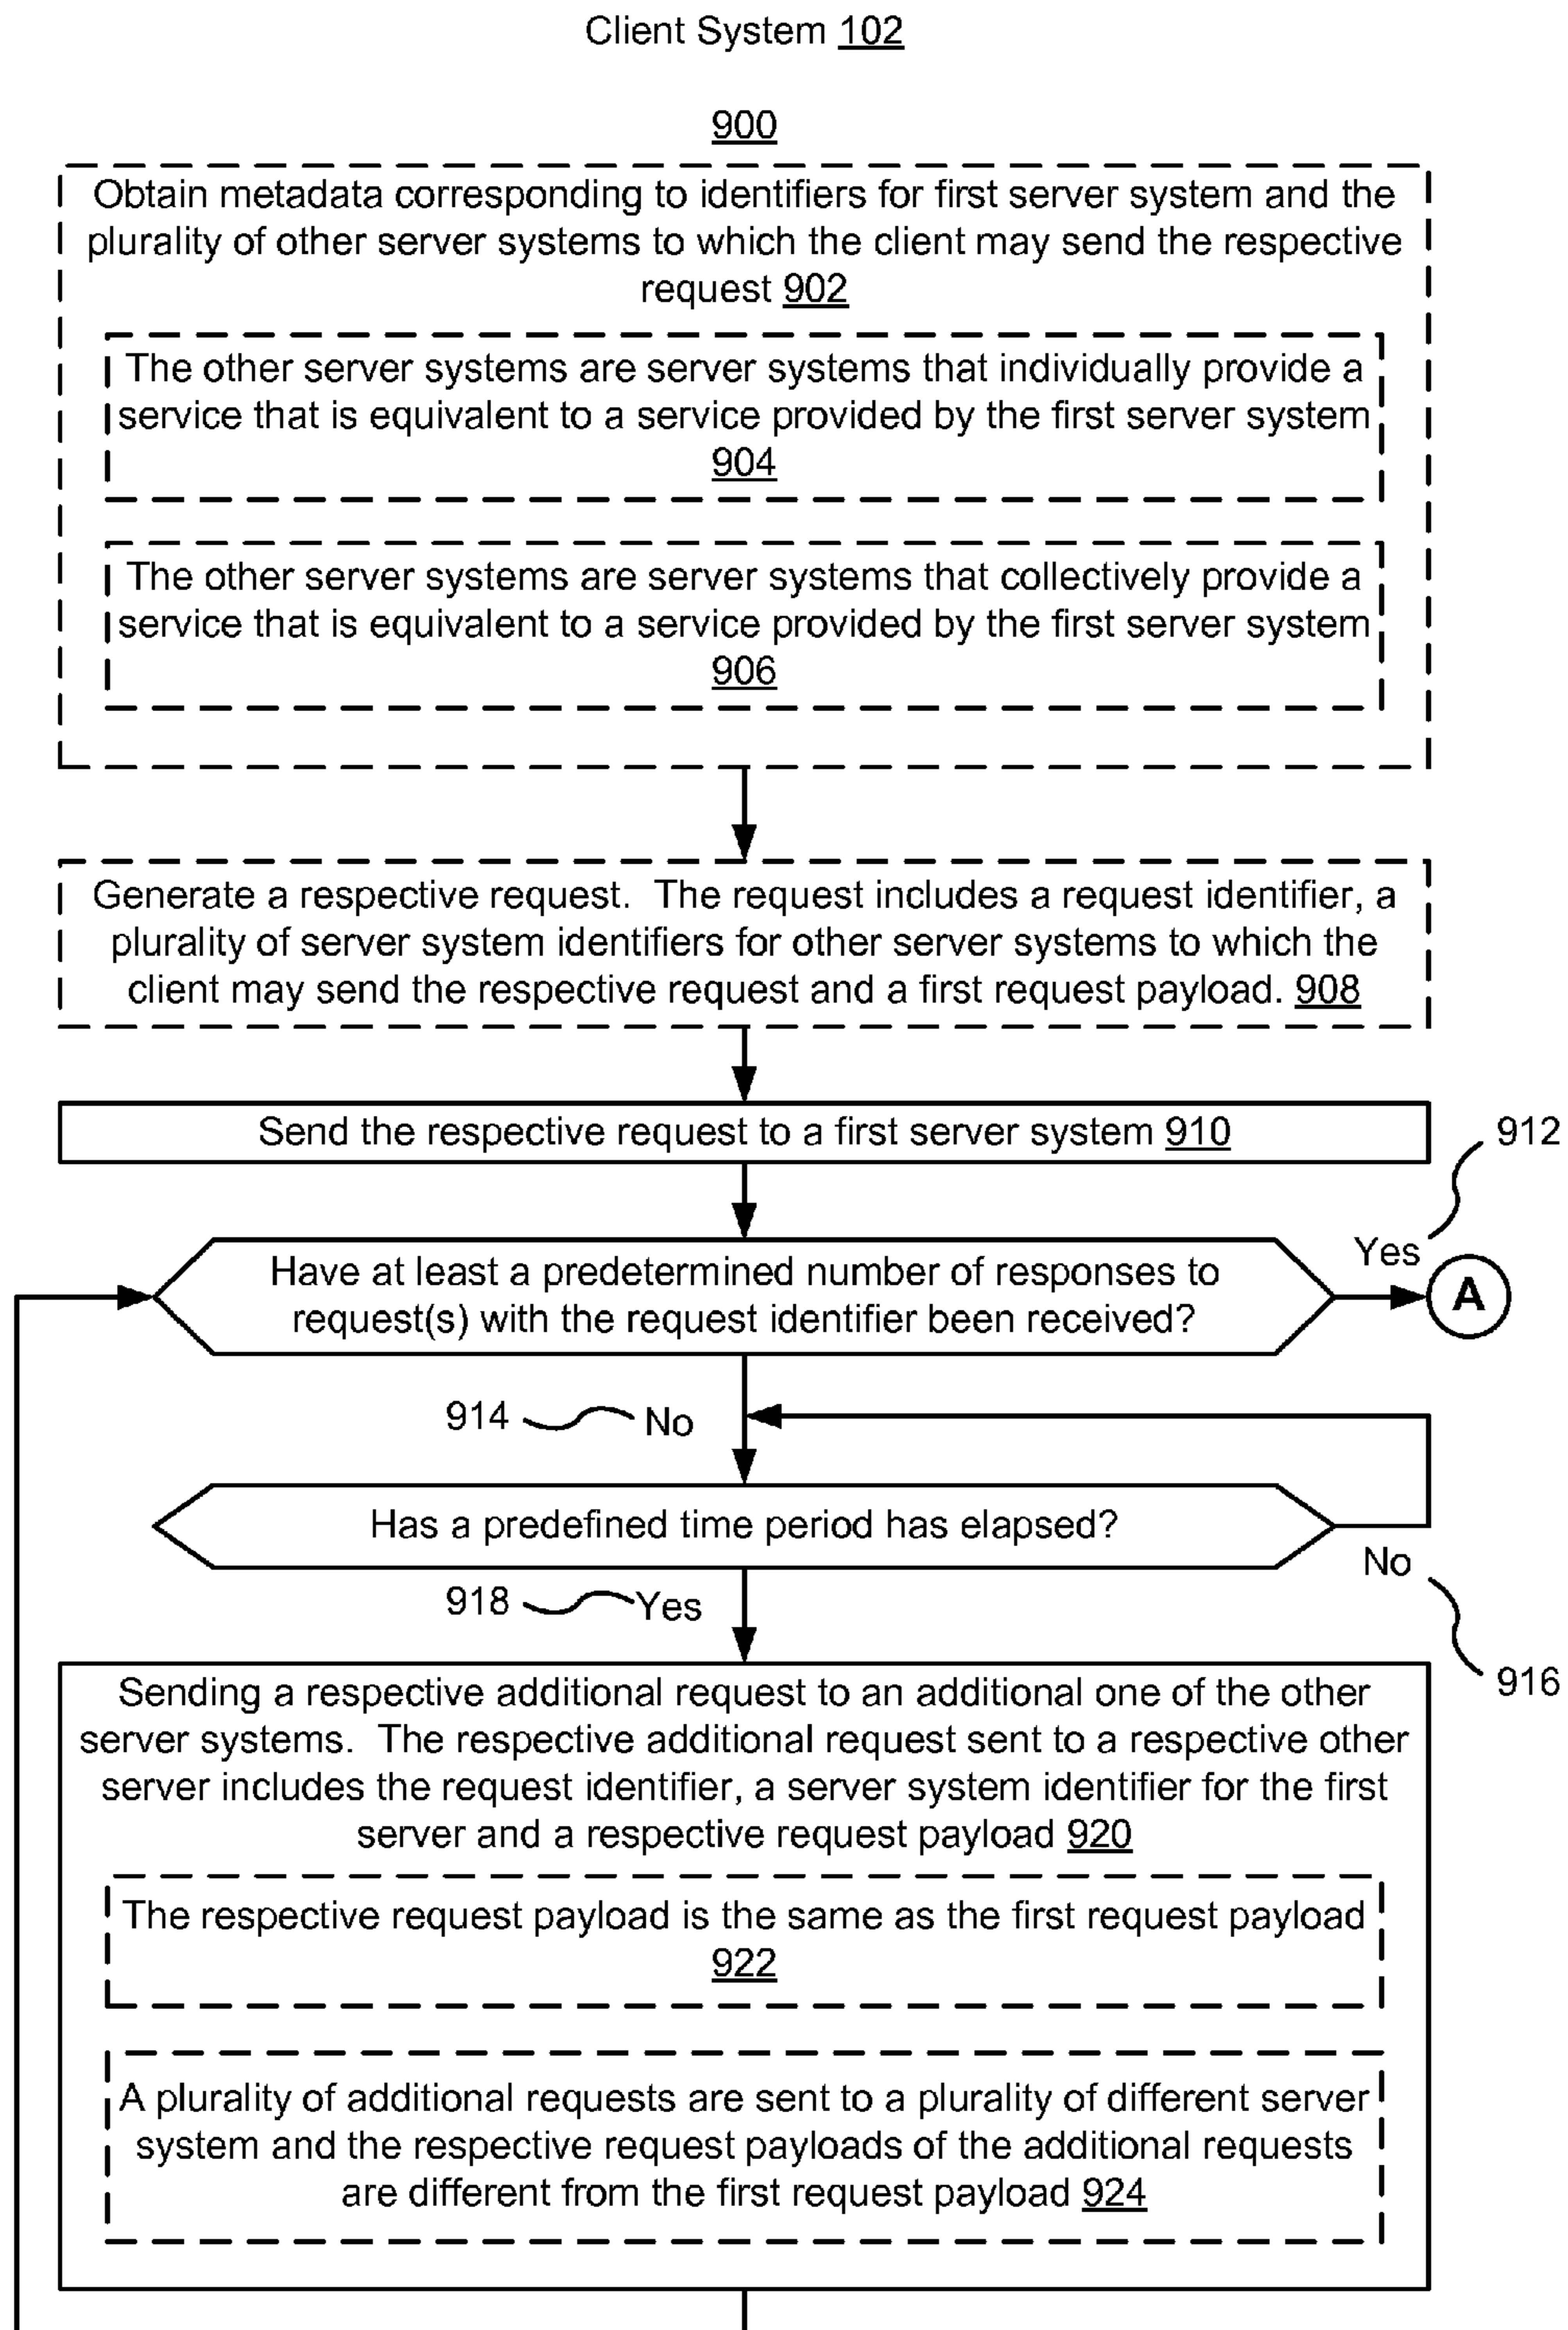 Client System 102
900
Obtain metadata corresponding to identifiers for first server system and the
plurality of other server systems to which the client may send the respective
request 902
The other server systems are server systems that individually provide a
service that is equivalent to a service provided by the first server system
904
The other server systems are server systems that collectively provide a
service that is equivalent to a service provided by the first server system
906
Generate a respective request. The request includes a request identifier, a
plurality of server system identifiers for other server systems to which the
client may send the respective request and a first request payload. 908
Send the respective request to a first server system 910
912
Have at least a predetermined number of responses to
request(s) with the request identifier been received?
Yes
A
914
No
Has a predefined time period has elapsed?
No
916
918
Yes
Sending a respective additional request to an additional one of the other
server systems. The respective additional request sent to a respective other
server includes the request identifier, a server system identifier for the first
server and a respective request payload 920
The respective request payload is the same as the first request payload
922
A plurality of additional requests are sent to a plurality of different server
system and the respective request payloads of the additional requests
are different from the first request payload 924